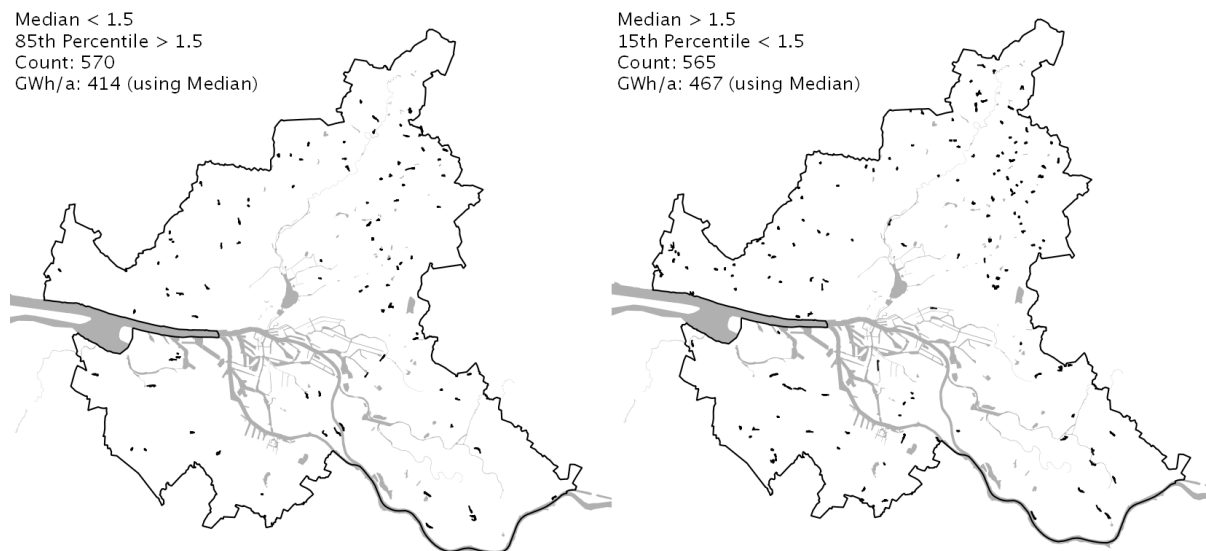 Median < 1.5
85th Percentile > 1.5
Count: 570
GWh/a: 414 (using Median)
Median > 1.5
15th Percentile < 1.5
Count: 565
GWh/a: 467 (using Median)